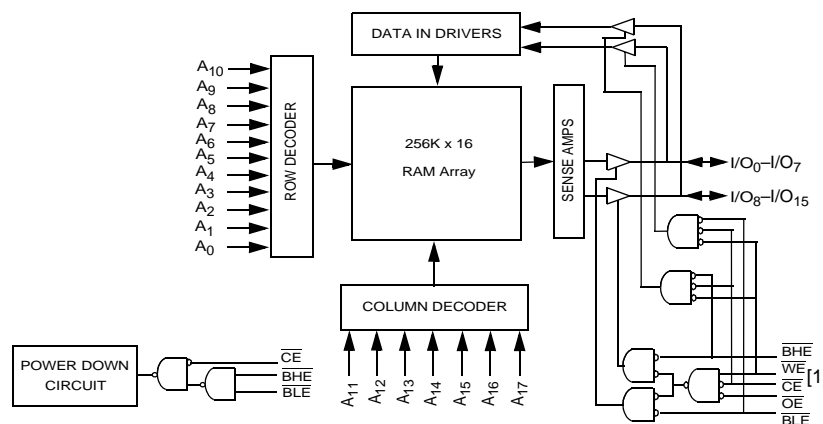 DATA IN DRIVERS
A10
A9
A8
A7
A6
A5
A4
A3
A2
A1
A0
ROW DECODER
256K x 16
RAM Array
SENSE AMPS
I/O0–I/O7
I/O8–I/O15
COLUMN DECODER
A11
A12
A13
A14
A15
A16
A17
POWER DOWN
CIRCUIT
CE
BHE
BLE
BHE
WE
CE [1
OE
BLE